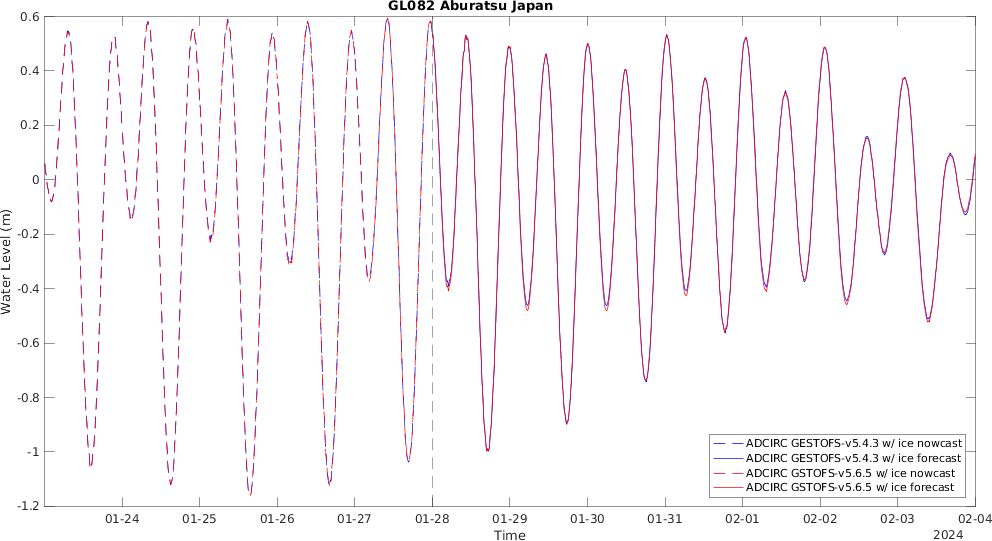 GL082 Aburatsu Japan
0.6
0.4
0.2
0
-0.2
-0.4
-0.6
-0.8
-1
-1.2
Water Level (m)
ADCIRC GESTOFS-v5.4.3 w/ ice nowcast
ADCIRC GESTOFS-v5.4.3 w/ ice forecast
ADCIRC GSTOFS-v5.6.5 w/ ice nowcast
ADCIRC GSTOFS-v5.6.5 w/ ice forecast
01-24 01-25 01-26 01-27 01-28 01-29 01-30 01-31 02-01 02-02 02-03 02-04
Time
2024